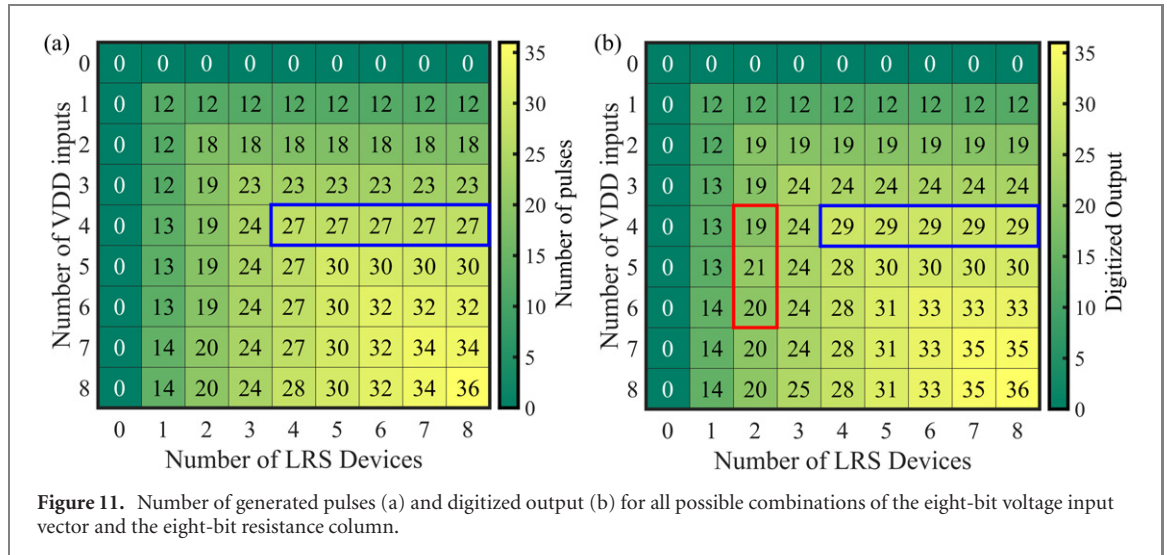 (a)
0 0 0 0 0 0 0 0 0 0
1 0 12 12 12 12 12 12 12 12
2 0 12 18 18 18 18 18 18 18
3 0 12 19 23 23 23 23 23 23
4 0 13 19 24 27 27 27 27 27
5 0 13 19 24 27 30 30 30 30
6 0 13 19 24 27 30 32 32 32
7 0 14 20 24 27 30 32 34 34
8 0 14 20 24 28 30 32 34 36
0 1 2 3 4 5 6 7 8
Number of VDD inputs
Number of LRS Devices
35
30
25
20
15
10
5
0
Number of pulses
(b)
0 0 0 0 0 0 0 0 0 0
1 0 12 12 12 12 12 12 12 12
2 0 12 19 19 19 19 19 19 19
3 0 13 19 24 24 24 24 24 24
4 0 13 19 24 29 29 29 29 29
5 0 13 21 24 28 30 30 30 30
6 0 14 20 24 28 31 33 33 33
7 0 14 20 24 28 31 33 35 35
8 0 14 20 25 28 31 33 35 36
0 1 2 3 4 5 6 7 8
Number of VDD inputs
Number of LRS Devices
35
30
25
20
15
10
5
0
Digitized Output
Figure 11. Number of generated pulses (a) and digitized output (b) for all possible combinations of the eight-bit voltage input
vector and the eight-bit resistance column.